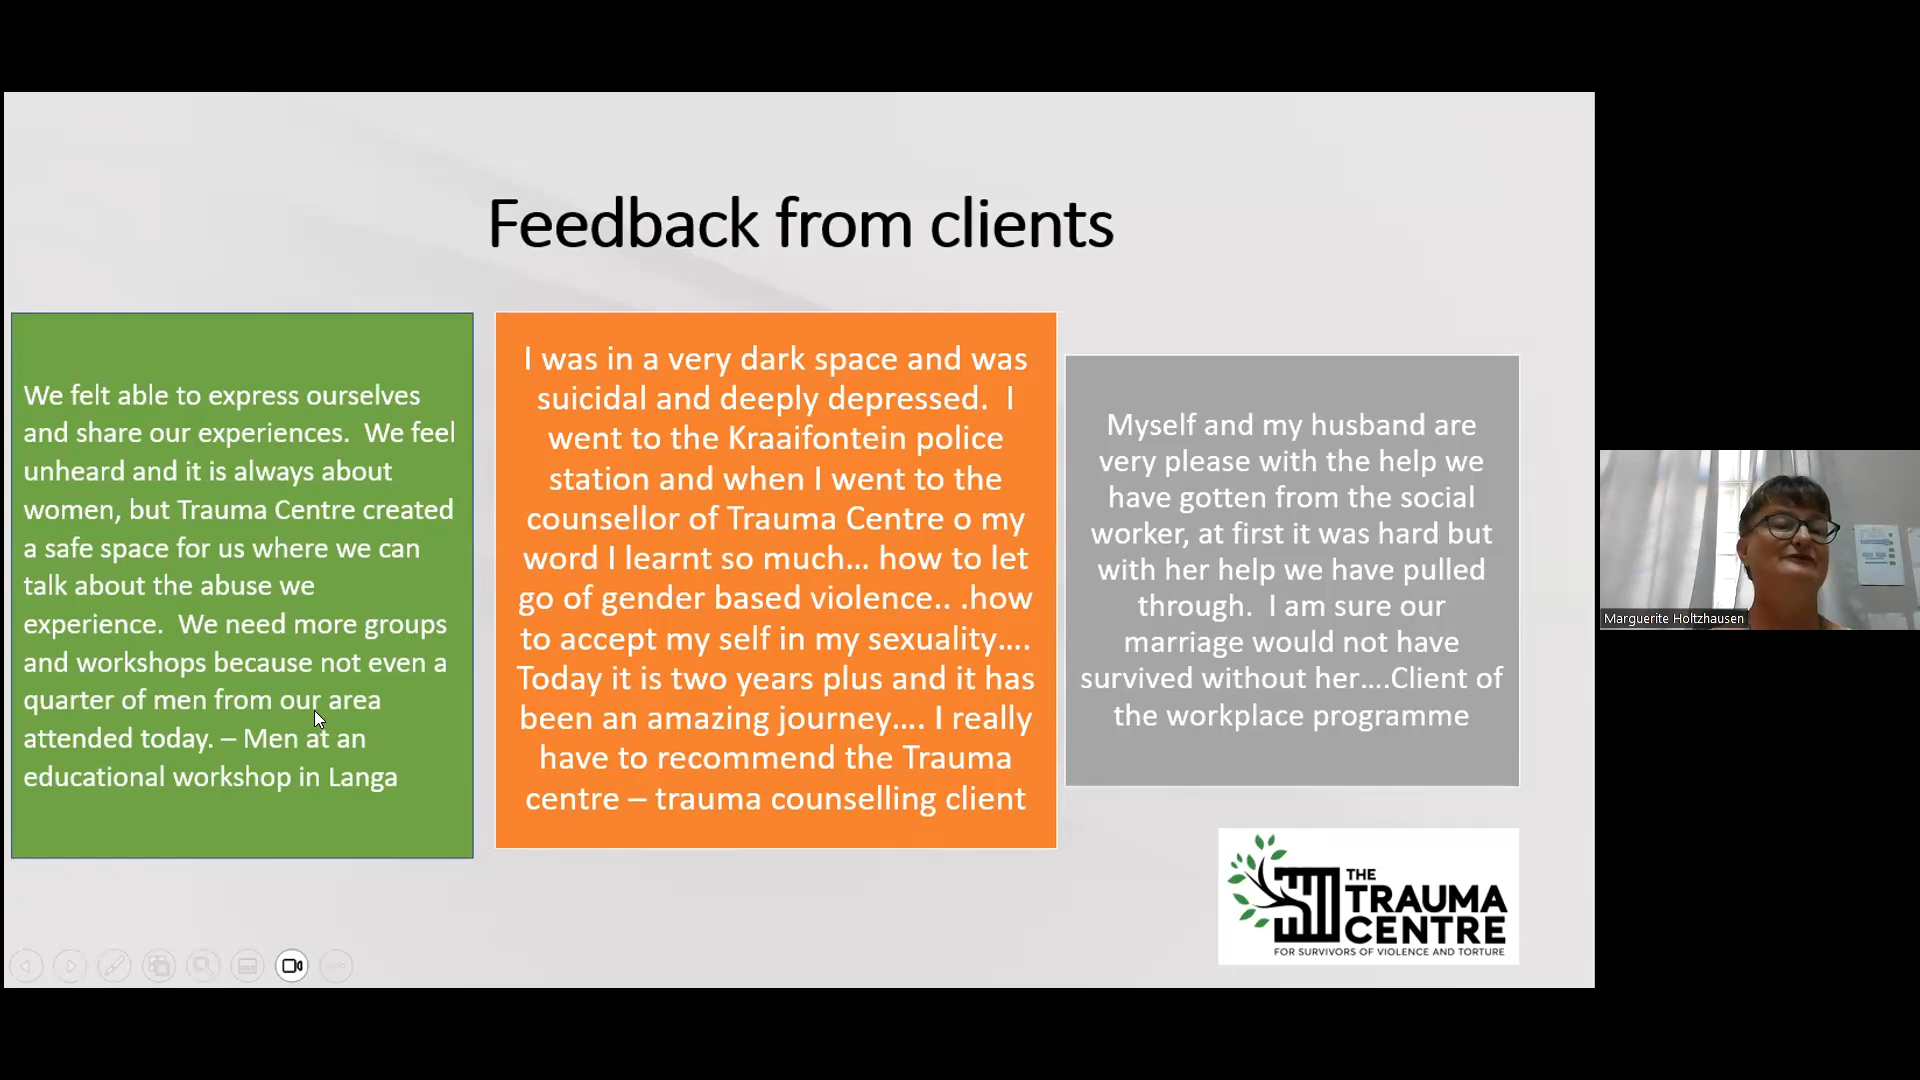 Feedback from clients
We felt able to express ourselves
and share our experiences.  We feel
unheard and it is always about
women, but Trauma Centre created
a safe space for us where we can
talk about the abuse we
experience.  We need more groups
and workshops because not even a
quarter of men from our area
attended today. – Men at an
educational workshop in Langa
I was in a very dark space and was
suicidal and deeply depressed.  I
went to the Kraaifontein police
station and when I went to the
counsellor of Trauma Centre o my
word I learnt so much… how to let
go of gender based violence.. .how
to accept my self in my sexuality….
Today it is two years plus and it has
been an amazing journey…. I really
have to recommend the Trauma
centre – trauma counselling client
Myself and my husband are
very please with the help we
have gotten from the social
worker, at first it was hard but
with her help we have pulled
through.  I am sure our
marriage would not have
survived without her….Client of
the workplace programme
THE
TRAUMA
CENTRE
FOR SURVIVORS OF VIOLENCE AND TORTURE
Marguerite Holtzhausen